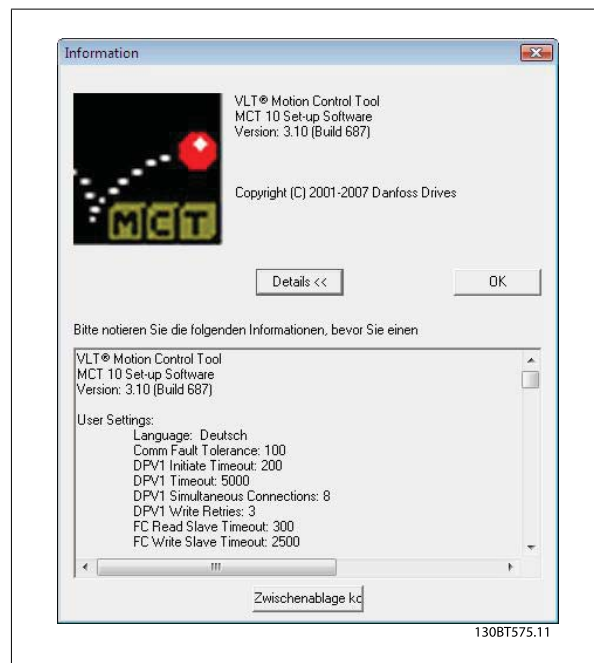 Information
VLT® Motion Control Tool
MCT 10 Set-up Software
Version: 3.10 (Build 687)
Copyright (C) 2001-2007 Danfoss Drives
MCT
Details <<
OK
Bitte notieren Sie die folgenden Informationen, bevor Sie einen
VLT® Motion Control Tool
MCT 10 Set-up Software
Version: 3.10 (Build 687)
User Settings:
Language: Deutsch
Comm Fault Tolerance: 100
DPV1 Initiate Timeout: 200
DPV1 Timeout: 5000
DPV1 Simultaneous Connections: 8
DPV1 Write Retries: 3
FC Read Slave Timeout: 300
FC Write Slave Timeout: 2500
Zwischenablage kc
130BT575.11